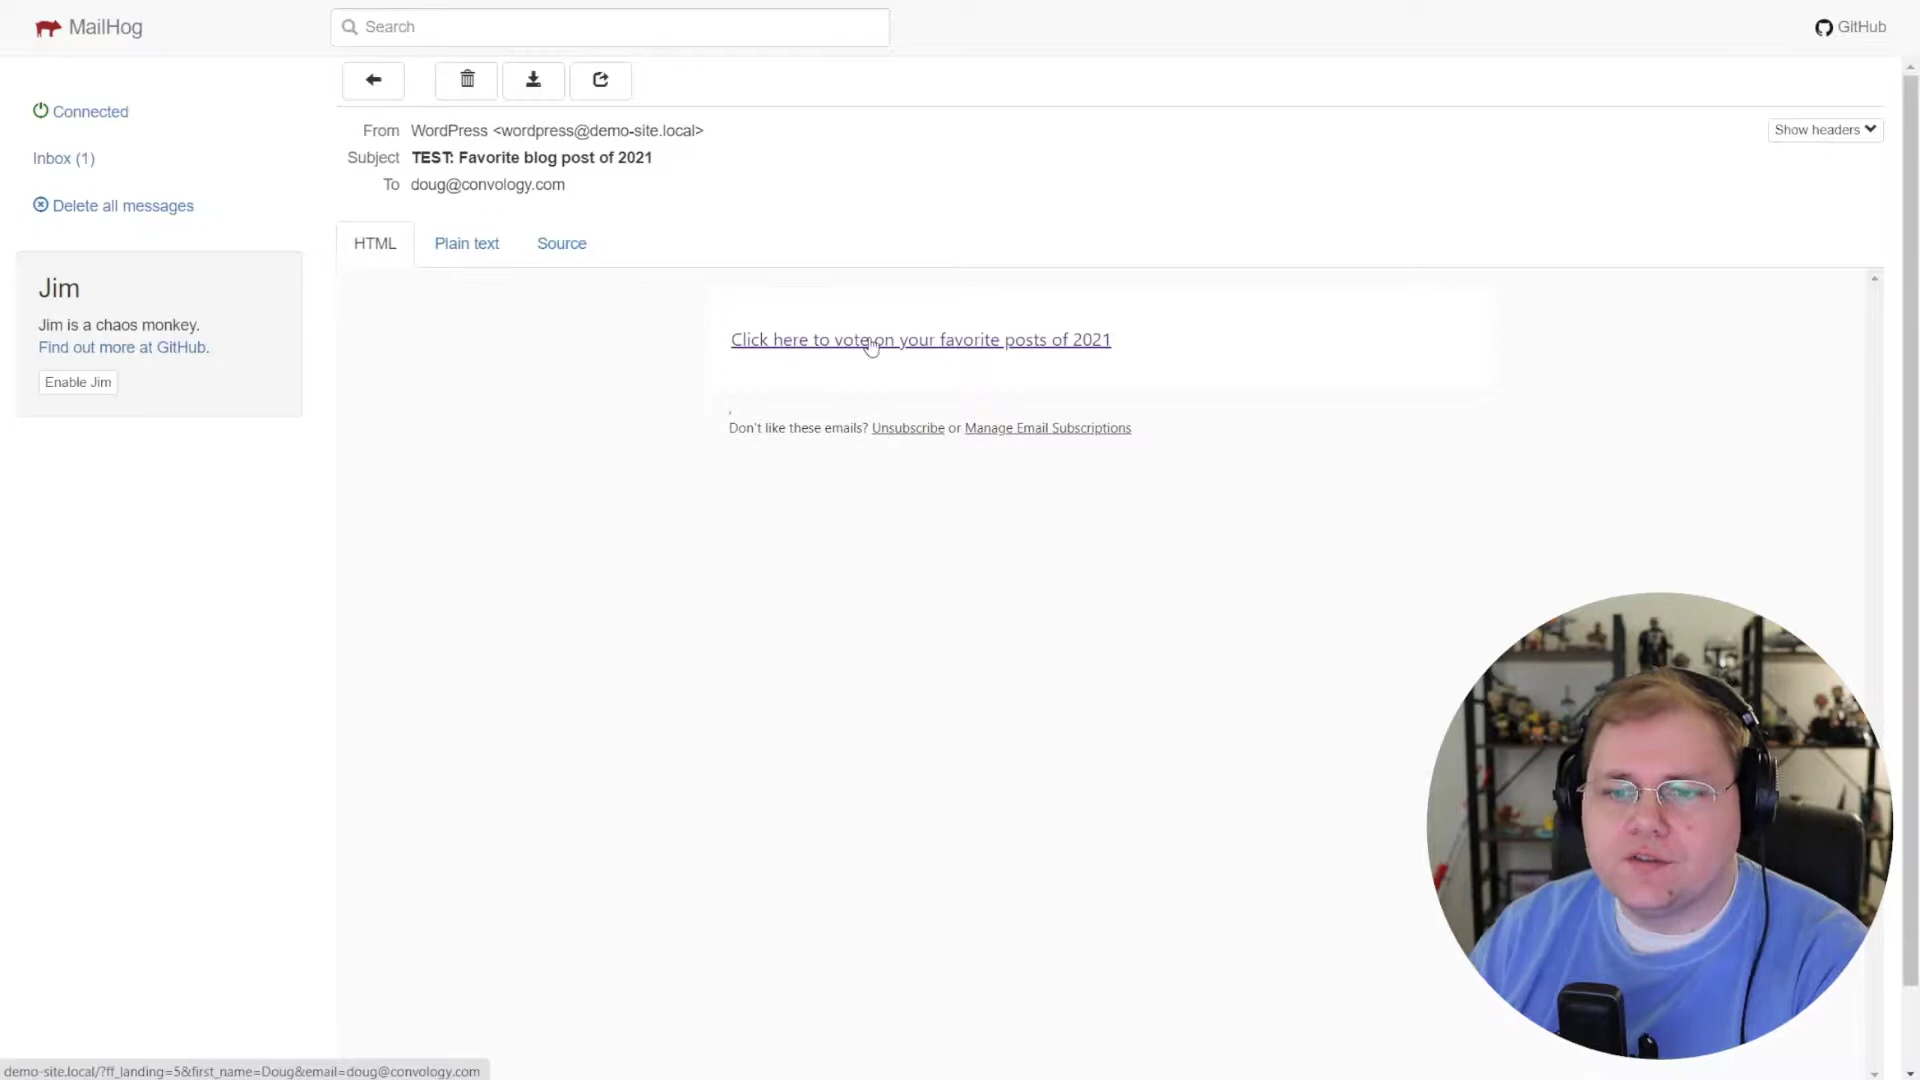 MailHog
Search
GitHub
Connected
Inbox (1)
Delete all messages
Jim
Jim is a chaos monkey.
Find out more at GitHub.
Enable Jim
From WordPress <wordpress@demo-site.local>
Show headers
Subject TEST: Favorite blog post of 2021
To doug@convology.com
HTML Plain text Source
Click here to vote on your favorite posts of 2021
,
Don't like these emails? Unsubscribe or Manage Email Subscriptions
demo-site.local/?ff_landing=5&first_name=Doug&email=doug@convology.com